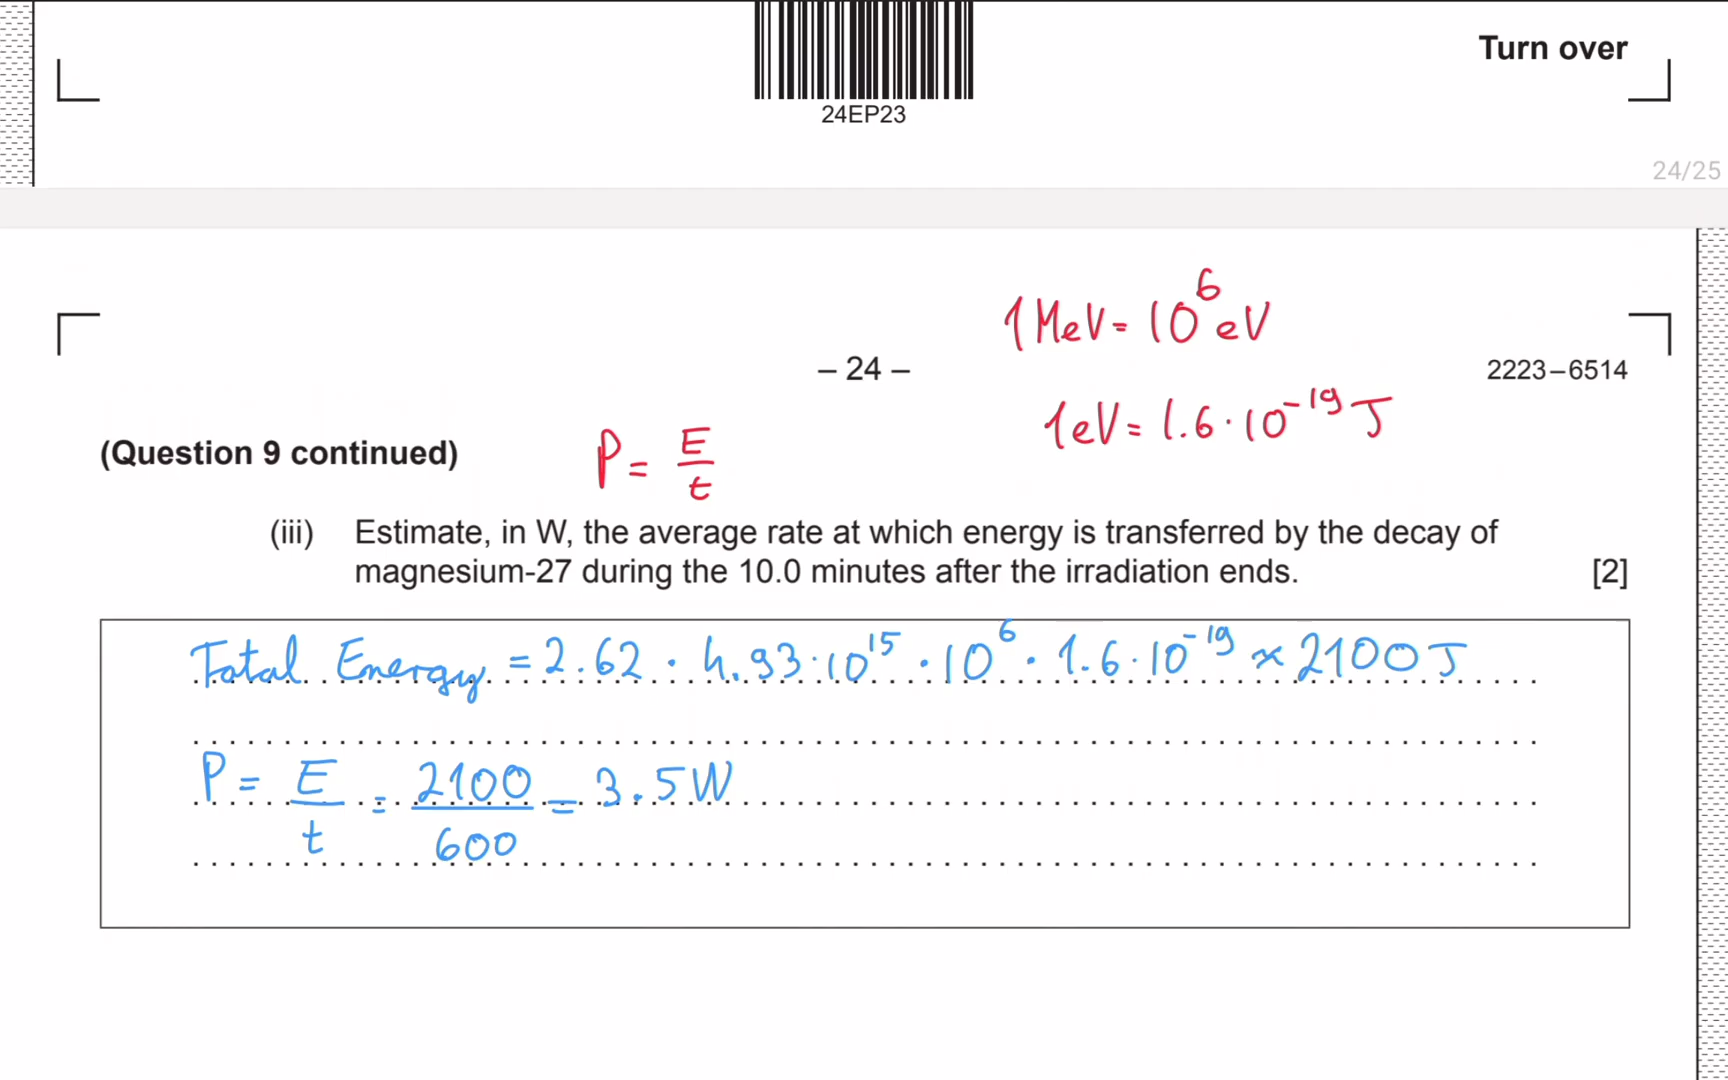 Turn over
24EP23
24/25
1 MeV = 10⁶ eV
– 24 –
2223–6514
1 eV = 1.6 · 10⁻¹⁹ J
(Question 9 continued)
P = E/t
(iii) Estimate, in W, the average rate at which energy is transferred by the decay of
magnesium-27 during the 10.0 minutes after the irradiation ends. [2]
Total Energy = 2.62 · 4.93 · 10¹⁵ · 10⁶ · 1.6 · 10⁻¹⁹ × 2100 J
P = E/t = 2100/600 = 3.5 W